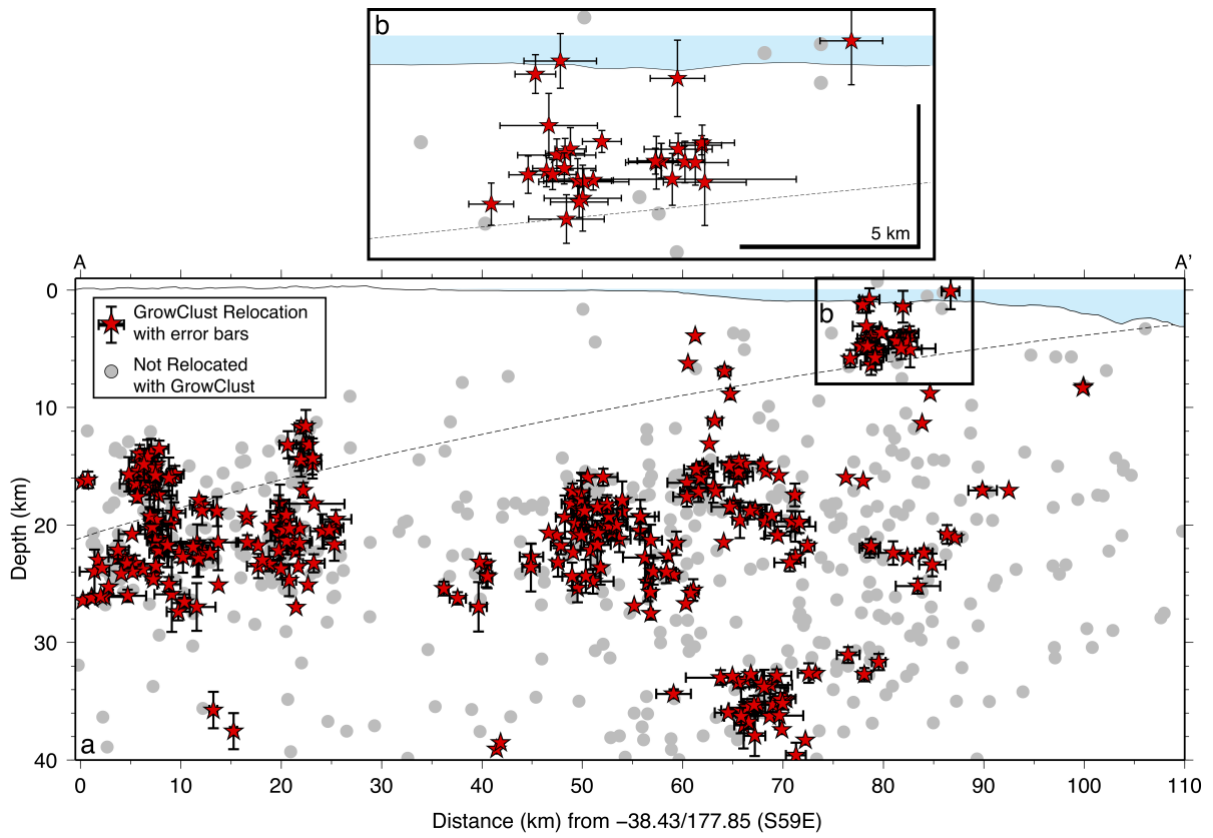 b
5 km
A
A'
0
10
20
30
40
Depth (km)
GrowClust Relocation
with error bars
Not Relocated
with GrowClust
b
a
0
10
20
30
40
50
60
70
80
90
100
110
Distance (km) from −38.43/177.85 (S59E)